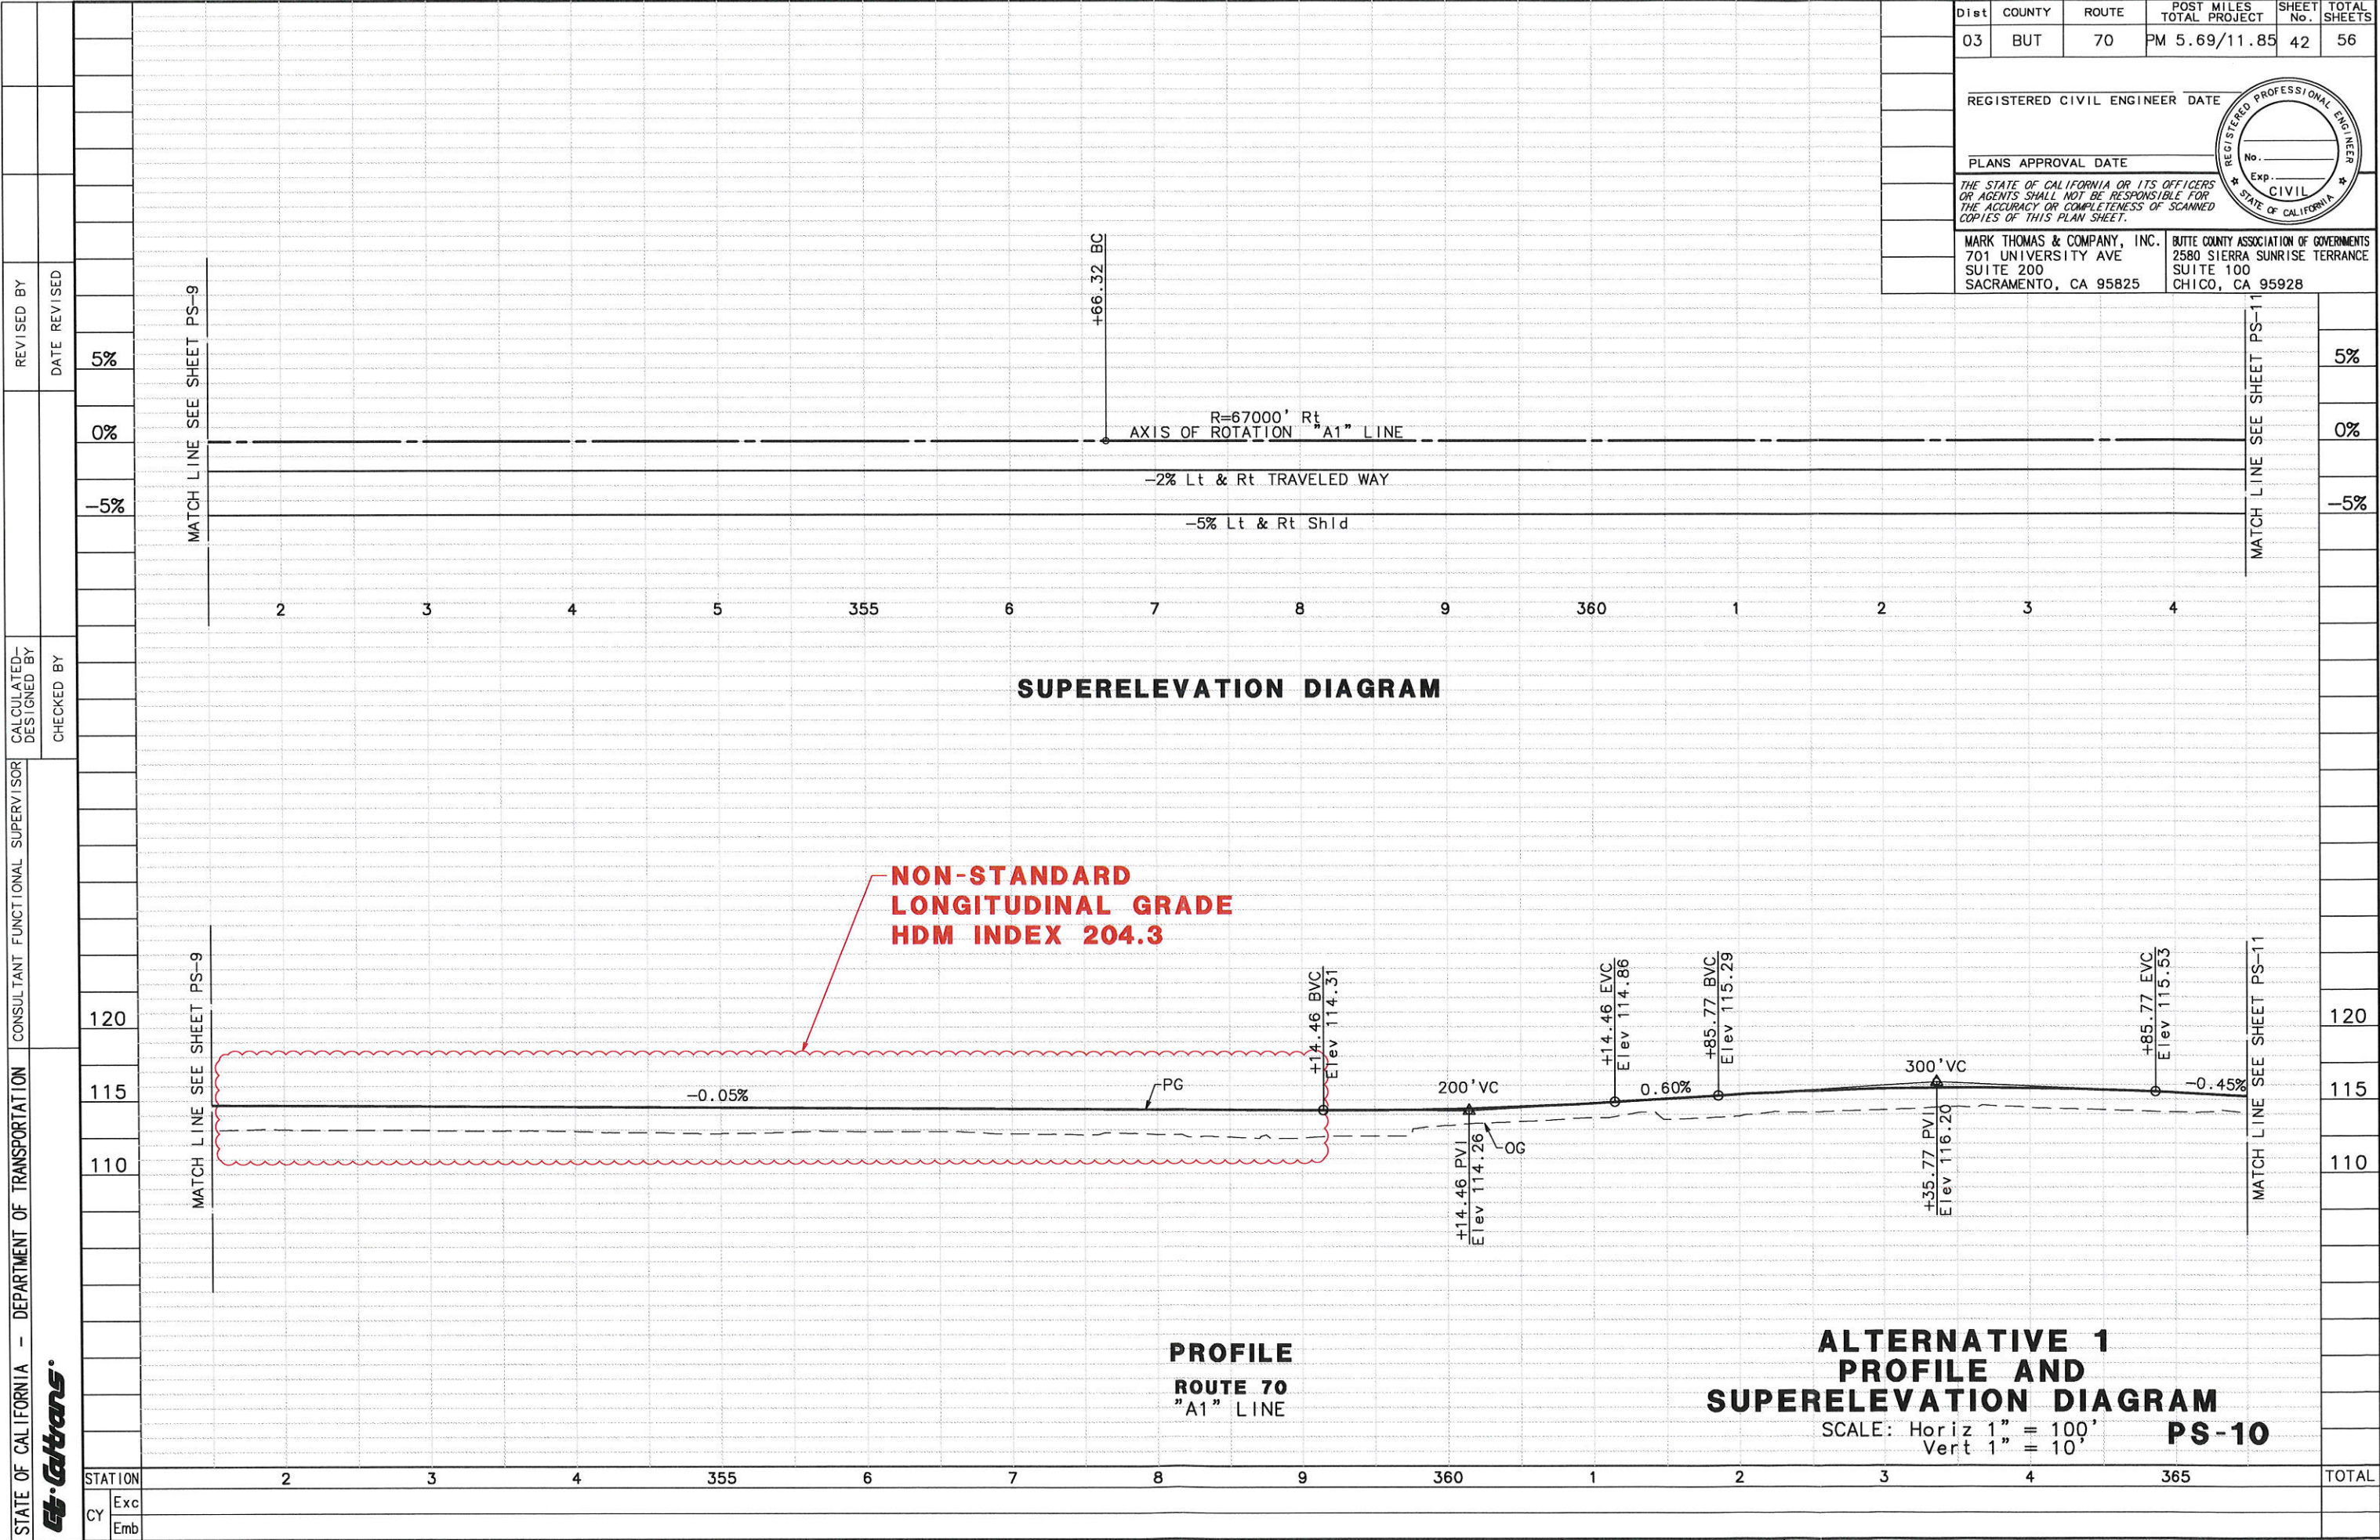 Dist COUNTY ROUTE POST MILES TOTAL PROJECT SHEET No. TOTAL SHEETS
03 BUT 70 PM 5.69/11.85 42 56
REGISTERED CIVIL ENGINEER DATE
PLANS APPROVAL DATE
REGISTERED PROFESSIONAL ENGINEER
No.
Exp.
CIVIL
STATE OF CALIFORNIA
THE STATE OF CALIFORNIA OR ITS OFFICERS
OR AGENTS SHALL NOT BE RESPONSIBLE FOR
THE ACCURACY OR COMPLETENESS OF SCANNED
COPIES OF THIS PLAN SHEET.
MARK THOMAS & COMPANY, INC.
701 UNIVERSITY AVE
SUITE 200
SACRAMENTO, CA 95825
BUTTE COUNTY ASSOCIATION OF GOVERNMENTS
2580 SIERRA SUNRISE TERRANCE
SUITE 100
CHICO, CA 95928
REVISED BY
DATE REVISED
CALCULATED-
DESIGNED BY
CHECKED BY
CONSULTANT FUNCTIONAL SUPERVISOR
STATE OF CALIFORNIA - DEPARTMENT OF TRANSPORTATION
Et Caltrans
5%
0%
-5%
MATCH LINE SEE SHEET PS-9
+66.32 BC
R=67000' Rt
AXIS OF ROTATION "A1" LINE
-2% Lt & Rt TRAVELED WAY
-5% Lt & Rt Shld
MATCH LINE SEE SHEET PS-11
5%
0%
-5%
2 3 4 5 355 6 7 8 9 360 1 2 3 4
SUPERELEVATION DIAGRAM
NON-STANDARD
LONGITUDINAL GRADE
HDM INDEX 204.3
120
115
110
MATCH LINE SEE SHEET PS-9
-0.05%
PG
+14.46 BVC
Elev 114.31
200'VC
+14.46 PVI
Elev 114.26
OG
+14.46 EVC
Elev 114.86
0.60%
+85.77 BVC
Elev 115.29
300'VC
+35.77 PVI
Elev 116.20
+85.77 EVC
Elev 115.53
-0.45%
MATCH LINE SEE SHEET PS-11
120
115
110
PROFILE
ROUTE 70
"A1" LINE
ALTERNATIVE 1
PROFILE AND
SUPERELEVATION DIAGRAM
SCALE: Horiz 1" = 100'
Vert 1" = 10'
PS-10
STATION 2 3 4 355 6 7 8 9 360 1 2 3 4 365 TOTAL
CY
Exc
Emb